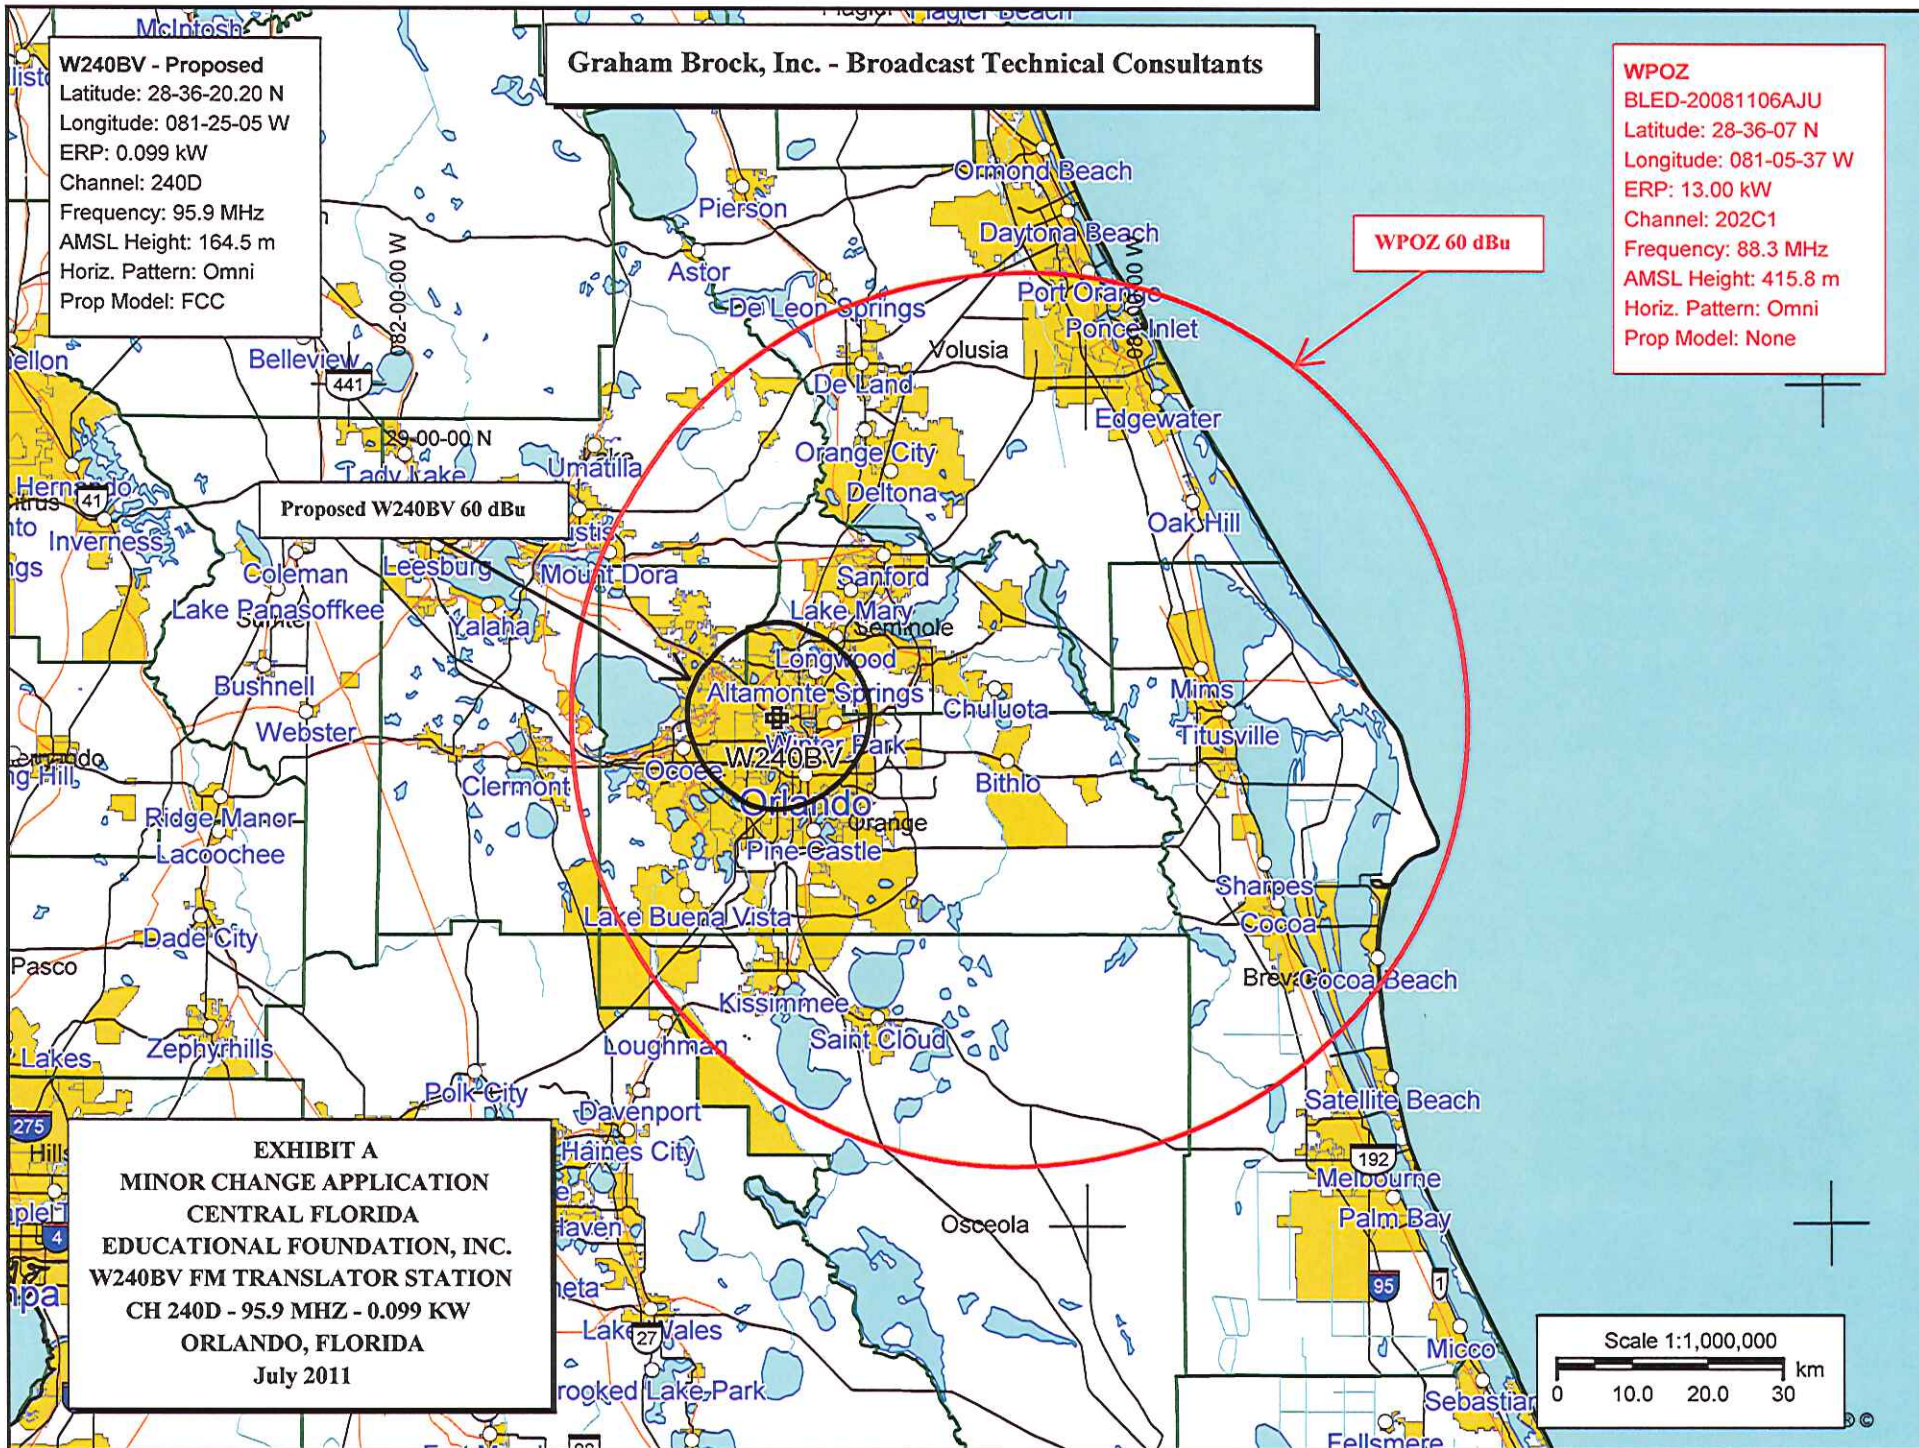 McIntosh
Flagler Beach
W240BV - Proposed
Latitude: 28-36-20.20 N
Longitude: 081-25-05 W
ERP: 0.099 kW
Channel: 240D
Frequency: 95.9 MHz
AMSL Height: 164.5 m
Horiz. Pattern: Omni
Prop Model: FCC
Graham Brock, Inc. - Broadcast Technical Consultants
WPOZ
BLED-20081106AJU
Latitude: 28-36-07 N
Longitude: 081-05-37 W
ERP: 13.00 kW
Channel: 202C1
Frequency: 88.3 MHz
AMSL Height: 415.8 m
Horiz. Pattern: Omni
Prop Model: None
WPOZ 60 dBu
Ormond Beach
Pierson
Daytona Beach
Astor
082-00-00 W
De Leon Springs
Port Orange
Ponce Inlet
Volusia
Belleview
441
De Land
Edgewater
29-00-00 N
Orange City
Umatilla
Lady Lake
Deltona
Hernando
41
Proposed W240BV 60 dBu
Oak Hill
Inverness
Leesburg
Mount Dora
Sanford
Coleman
Lake Panasoffkee
Lake Mary
Yalaha
Seminole
Longwood
Bushnell
Altamonte Springs
Mims
Chuluota
Webster
Titusville
Winter Park
W240BV
Ocoee
Clermont
Bithlo
Orlando
Orange
Ridge Manor
Lacoochee
Pine Castle
Sharpes
Lake Buena Vista
Cocoa
Dade City
Pasco
Cocoa Beach
Kissimmee
Saint Cloud
Zephyrhills
Lakes
Loughman
Polk City
Davenport
Satellite Beach
275
Haines City
192
Melbourne
Palm Bay
Osceola
4
95
1
EXHIBIT A
MINOR CHANGE APPLICATION
CENTRAL FLORIDA
EDUCATIONAL FOUNDATION, INC.
W240BV FM TRANSLATOR STATION
CH 240D - 95.9 MHZ - 0.099 KW
ORLANDO, FLORIDA
July 2011
Lake Wales
27
rooked Lake Park
Micco
Sebastian
Fellsmere
Scale 1:1,000,000
km
0 10.0 20.0 30